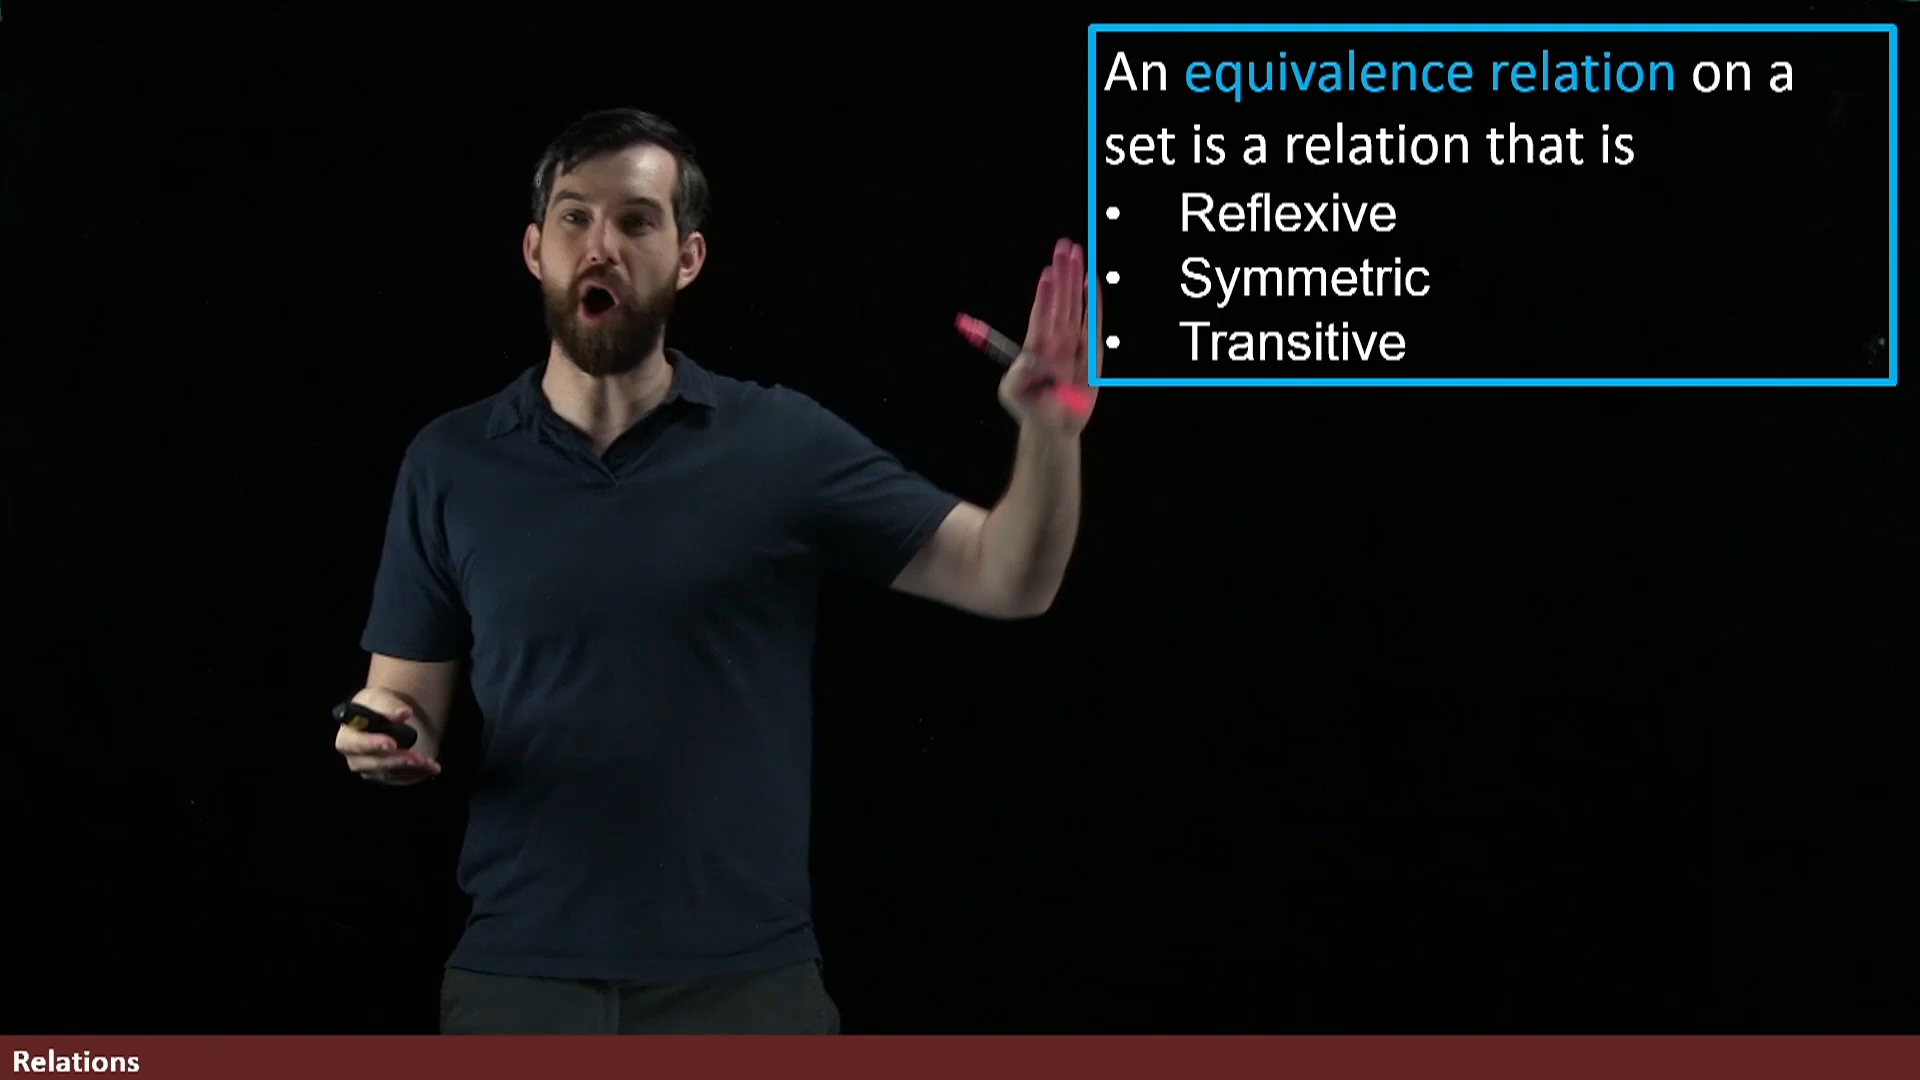 An equivalence relation on a
set is a relation that is
• Reflexive
• Symmetric
• Transitive
Relations